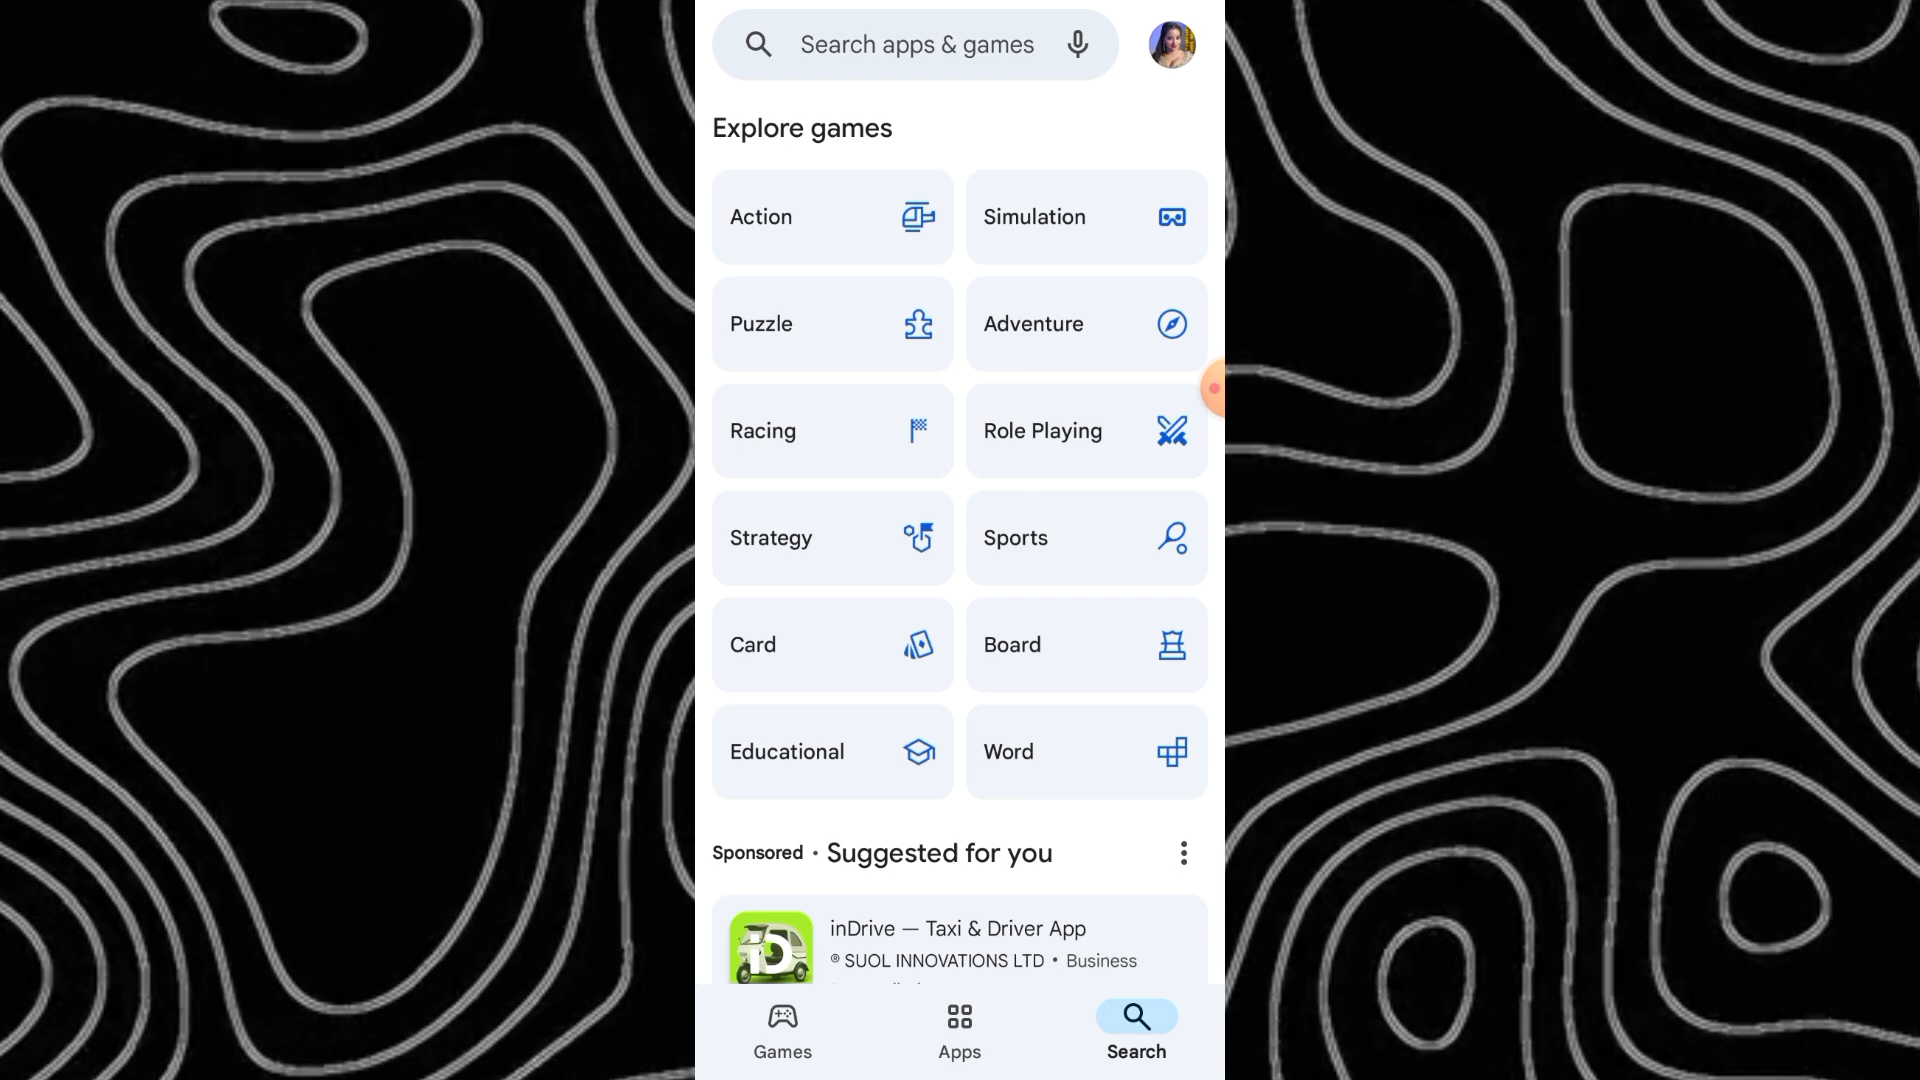 Search apps & games
Explore games
Action
Simulation
Puzzle
Adventure
Racing
Role Playing
Strategy
Sports
Card
Board
Educational
Word
Sponsored • Suggested for you
inDrive — Taxi & Driver App
® SUOL INNOVATIONS LTD • Business
Games
Apps
Search